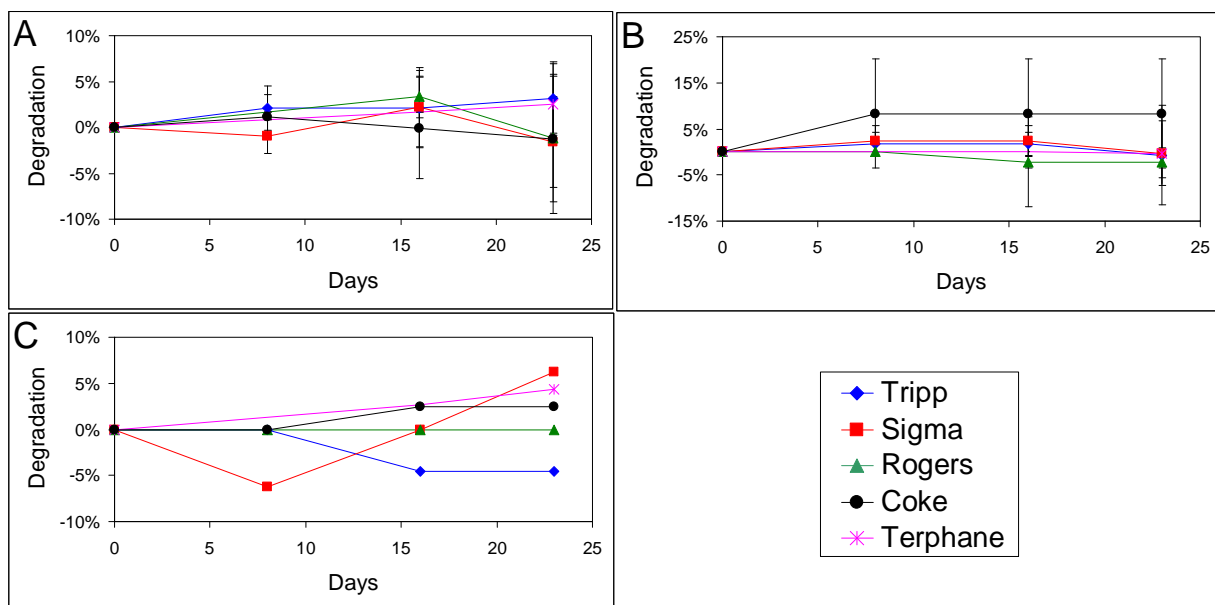 A
10%
5%
0%
-5%
-10%
Degradation
0 5 10 15 20 25
Days
B
25%
15%
5%
-5%
-15%
Degradation
0 5 10 15 20 25
Days
C
10%
5%
0%
-5%
-10%
Degradation
0 5 10 15 20 25
Days
Tripp
Sigma
Rogers
Coke
Terphane